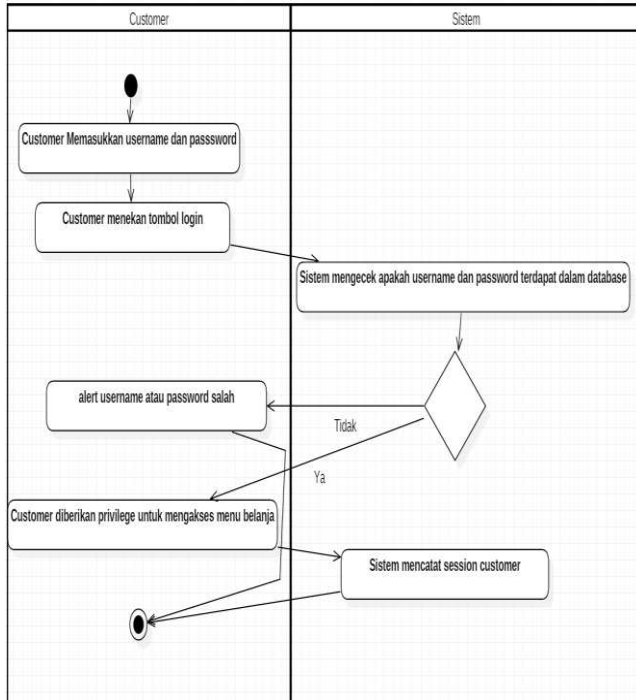 Customer
Sistem
Customer Memasukkan username dan passsword
Customer menekan tombol login
Sistem mengecek apakah username dan password terdapat dalam database
alert username atau password salah
Tidak
Ya
Customer diberikan privilege untuk mengakses menu belanja
Sistem mencatat session customer